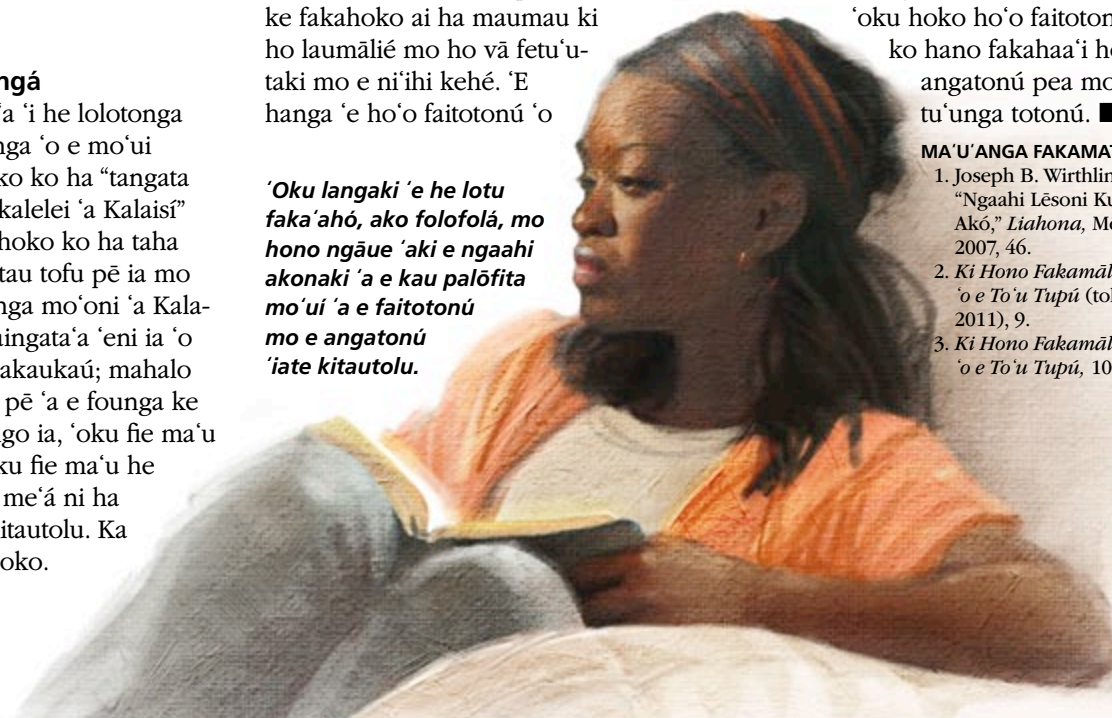 ngá
ʻa ʻi he lolotonga
nga ʻo e moʻui
ko ko ha “tangata
kalelei ʻa Kalaisí”
hoko ko ha taha
tau tofu pē ia mo
nga moʻoni ʻa Kala-
uingataʻa ʻeni ia ʻo
akaukaú; mahalo
pē ʻa e founga ke
go ia, ʻoku fie maʻu
ku fie maʻu he
meʻá ni ha
itautolu. Ka
oko.
ke fakahoko ai ha maumau ki
ho laumālié mo ho vā fetuʻu-
taki mo e niʻihi kehé. ʻE
hanga ʻe hoʻo faitotonú ʻo
ʻOku langaki ʻe he lotu
fakaʻahó, ako folofolá, mo
hono ngāue ʻaki e ngaahi
akonaki ʻa e kau palōfita
moʻuí ʻa e faitotonú
mo e angatonú
ʻiate kitautolu.
ʻoku hoko hoʻo faitoton
ko hano fakahaaʻi h
angatonú pea mo
tuʻunga totonú. ■
MAʻUʻANGA FAKAMAT
1. Joseph B. Wirthlin
“Ngaahi Lēsoni Ku
Akó,” Liahona, M
2007, 46.
2. Ki Hono Fakamāl
ʻo e Toʻu Tupú (to
2011), 9.
3. Ki Hono Fakamāl
ʻo e Toʻu Tupú, 10